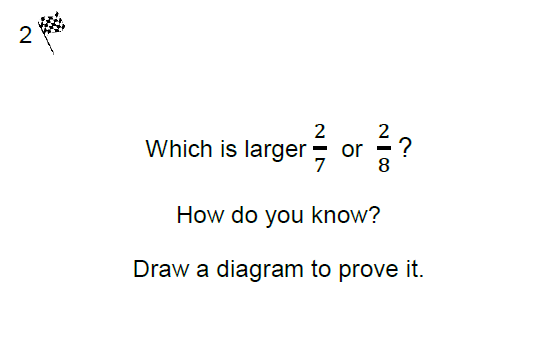 2
Which is larger 2/7 or 2/8 ?
How do you know?
Draw a diagram to prove it.